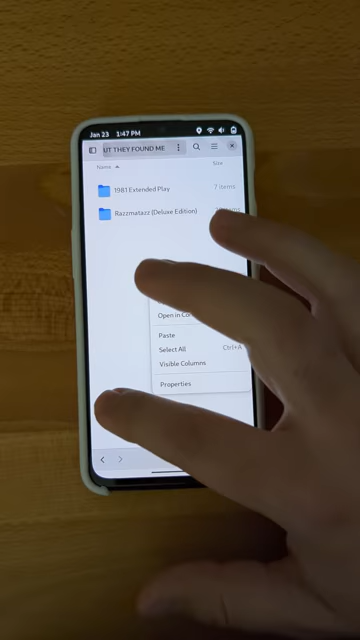 Jan 23 1:47 PM
UT THEY FOUND ME
Name Size
1981 Extended Play 7 items
Razzmatazz (Deluxe Edition)
Open in Con
Paste
Select All Ctrl+A
Visible Columns
Properties